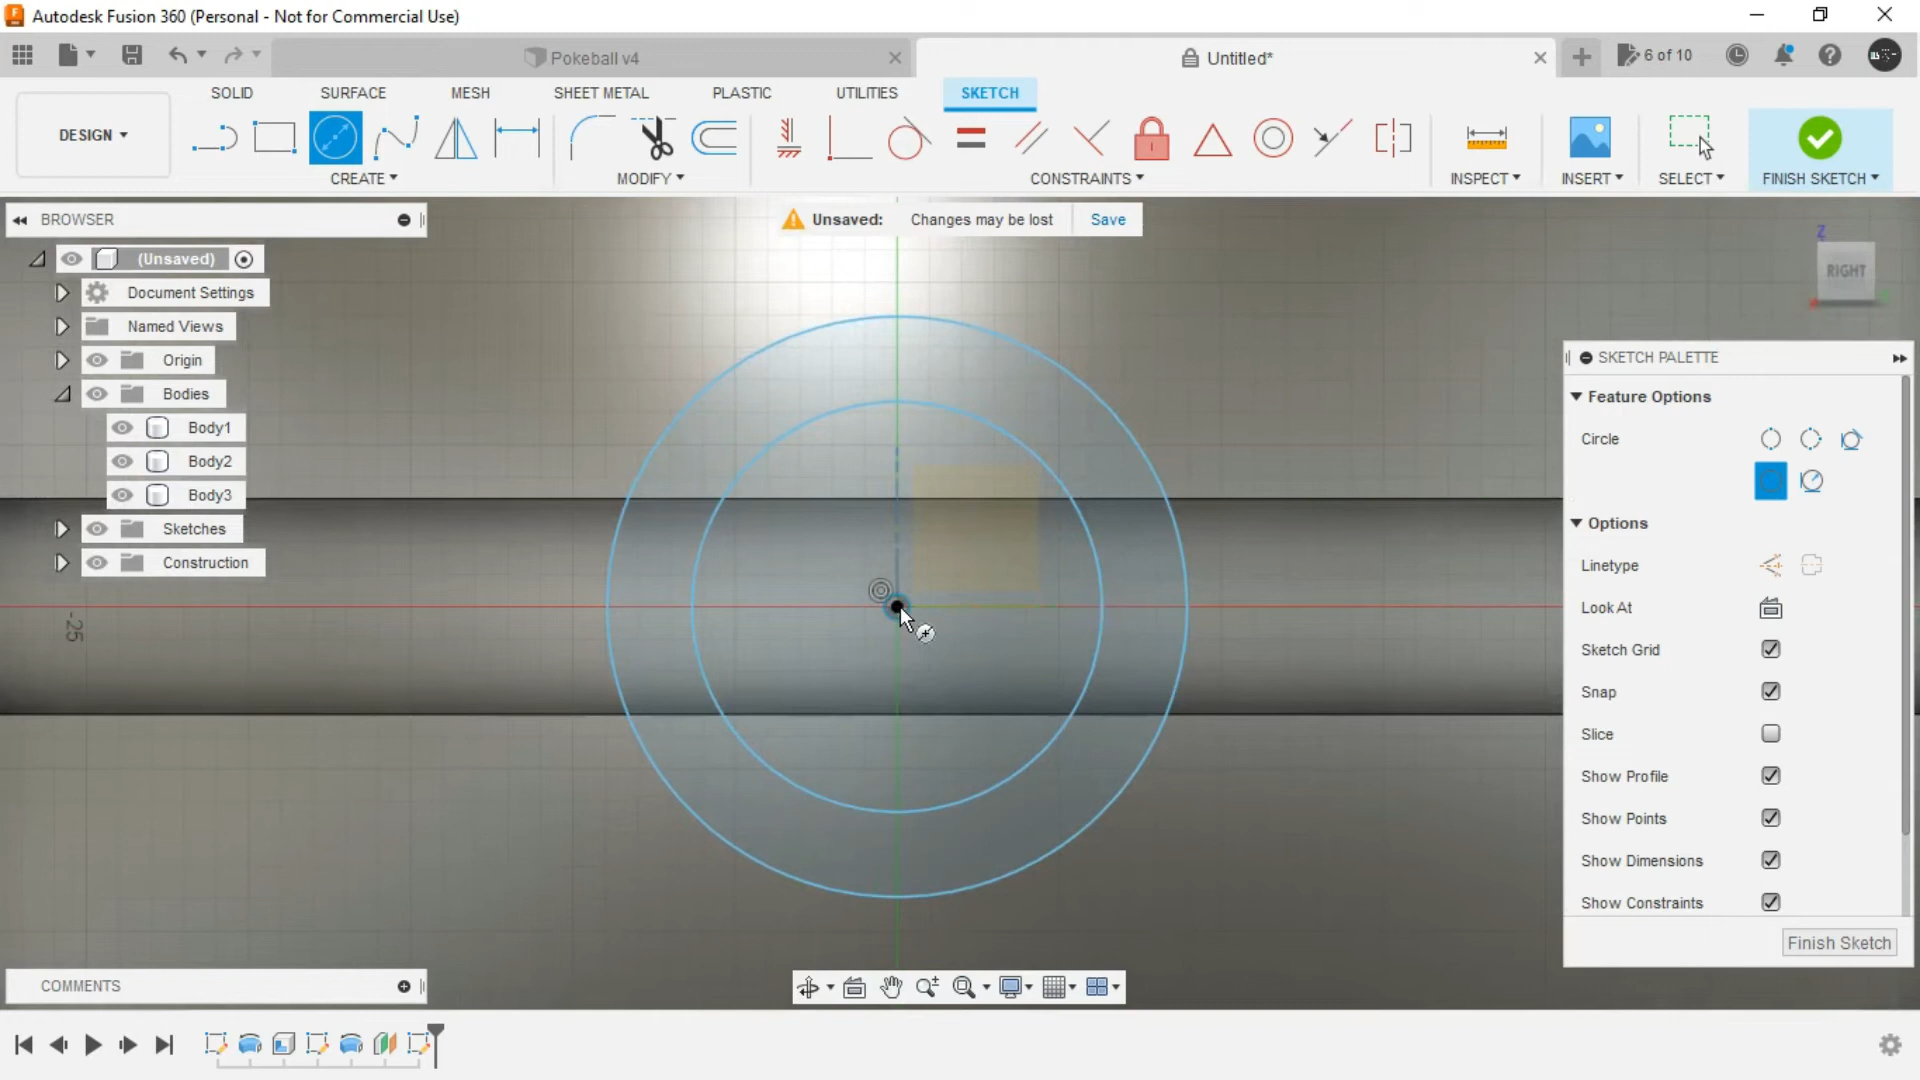 Autodesk Fusion 360 (Personal - Not for Commercial Use)
Pokeball v4
Untitled*
6 of 10
SOLID
SURFACE
MESH
SHEET METAL
PLASTIC
UTILITIES
SKETCH
DESIGN
CREATE
MODIFY
CONSTRAINTS
INSPECT
INSERT
SELECT
FINISH SKETCH
BROWSER
Unsaved: Changes may be lost Save
(Unsaved)
Document Settings
Named Views
Origin
Bodies
Body1
Body2
Body3
Sketches
Construction
-25
Z
RIGHT
SKETCH PALETTE
Feature Options
Circle
Options
Linetype
Look At
Sketch Grid
Snap
Slice
Show Profile
Show Points
Show Dimensions
Show Constraints
Finish Sketch
COMMENTS